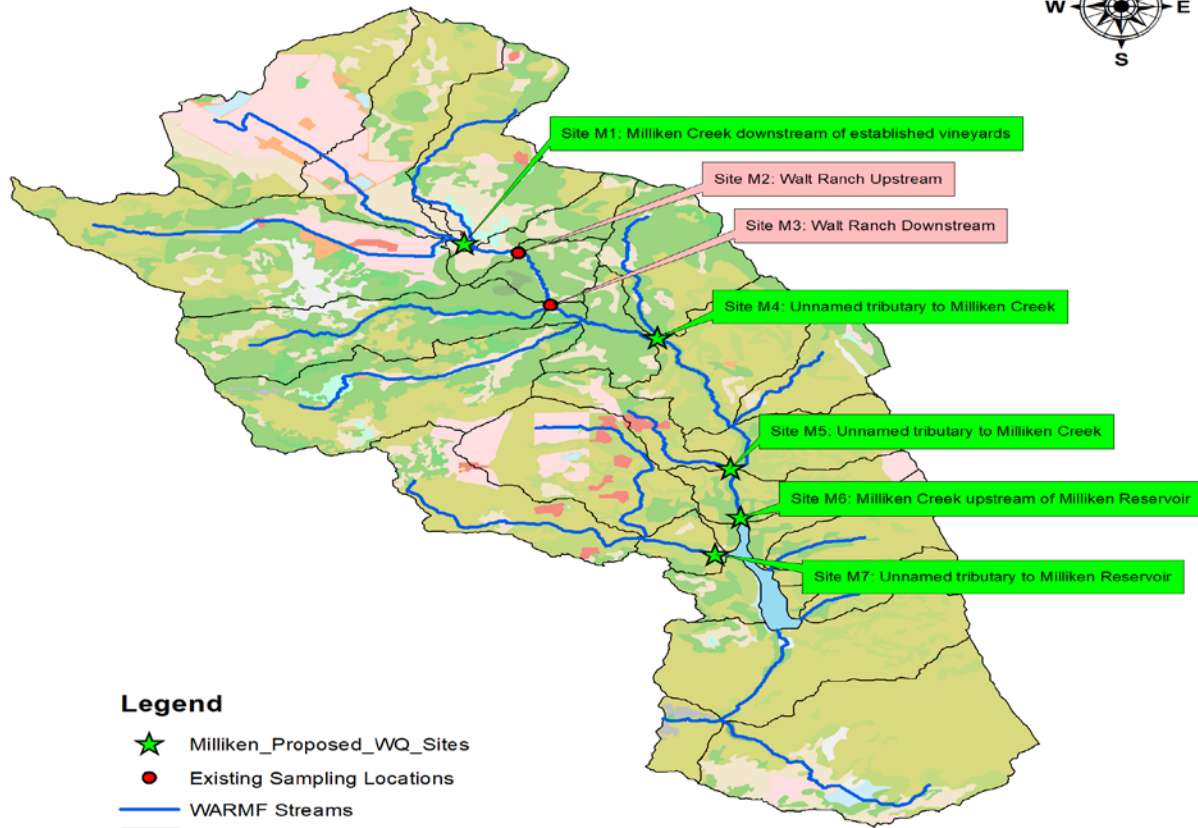 W E
S
Site M1: Milliken Creek downstream of established vineyards
Site M2: Walt Ranch Upstream
Site M3: Walt Ranch Downstream
Site M4: Unnamed tributary to Milliken Creek
Site M5: Unnamed tributary to Milliken Creek
Site M6: Milliken Creek upstream of Milliken Reservoir
Site M7: Unnamed tributary to Milliken Reservoir
Legend
Milliken_Proposed_WQ_Sites
Existing Sampling Locations
WARMF Streams